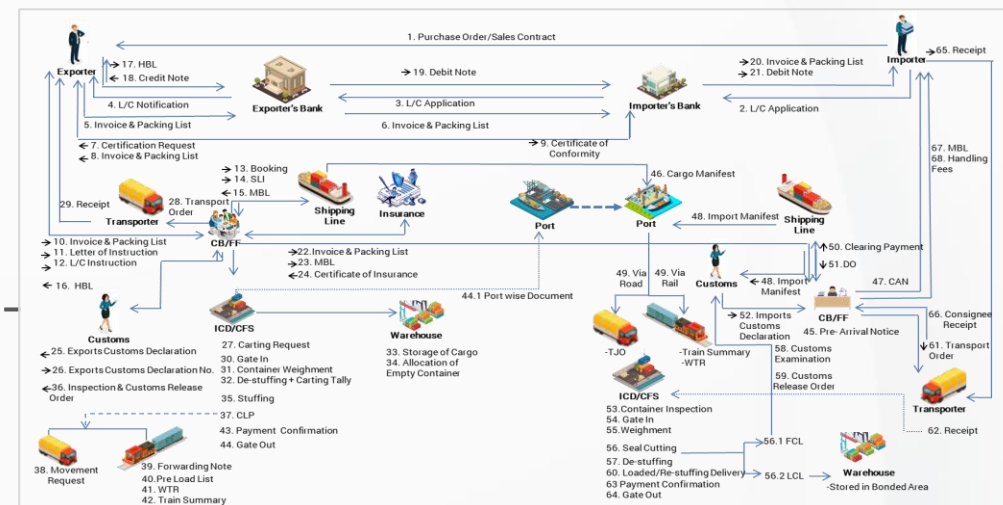 1. Purchase Order/Sales Contract
Exporter
→17. HBL
←18. Credit Note
4. L/C Notification
5. Invoice & Packing List
Exporter's Bank
→19. Debit Note
3. L/C Application
6. Invoice & Packing List
Importer's Bank
→20. Invoice & Packing List
→21. Debit Note
2. L/C Application
Importer
→65. Receipt
←7. Certification Request
←8. Invoice & Packing List
→9. Certificate of
Conformity
67. MBL
68. Handling
Fees
→13. Booking
→14. SLI
←15. MBL
29. Receipt
28. Transport
Order
Transporter
CB/FF
Shipping
Line
Insurance
46. Cargo Manifest
Port
Port
48. Import Manifest
Shipping
Line
→10. Invoice & Packing List
→11. Letter of Instruction
→12. L/C Instruction
←16. HBL
→22.Invoice & Packing List
→23. MBL
←24. Certificate of Insurance
44.1 Port wise Document
49. Via
Road
49. Via
Rail
Customs
←48. Import
Manifest
↑50. Clearing Payment
↓51.DO
47. CAN
CB/FF
→52. Imports
Customs
Declaration
45. Pre-Arrival Notice
66. Consignee
Receipt
↓61. Transport
Order
Customs
←25. Exports Customs Declaration
→26. Exports Customs Declaration No.
←36. Inspection & Customs Release
Order
ICD/CFS
27. Carting Request
30. Gate In
31. Container Weighment
32. De-stuffing + Carting Tally
35. Stuffing
37. CLP
43. Payment Confirmation
44. Gate Out
Warehouse
33. Storage of Cargo
34. Allocation of
Empty Container
38. Movement
Request
39. Forwarding Note
40.Pre Load List
41. WTR
42. Train Summary
-TJO
-Train Summary
-WTR
58. Customs
Examination
59. Customs
Release Order
Transporter
62. Receipt
ICD/CFS
53.Container Inspection
54. Gate In
55. Weighment
56. Seal Cutting
57. De-stuffing
60. Loaded/Re-stuffing Delivery
63 Payment Confirmation
64. Gate Out
56.1 FCL
56.2 LCL
Warehouse
-Stored in Bonded Area